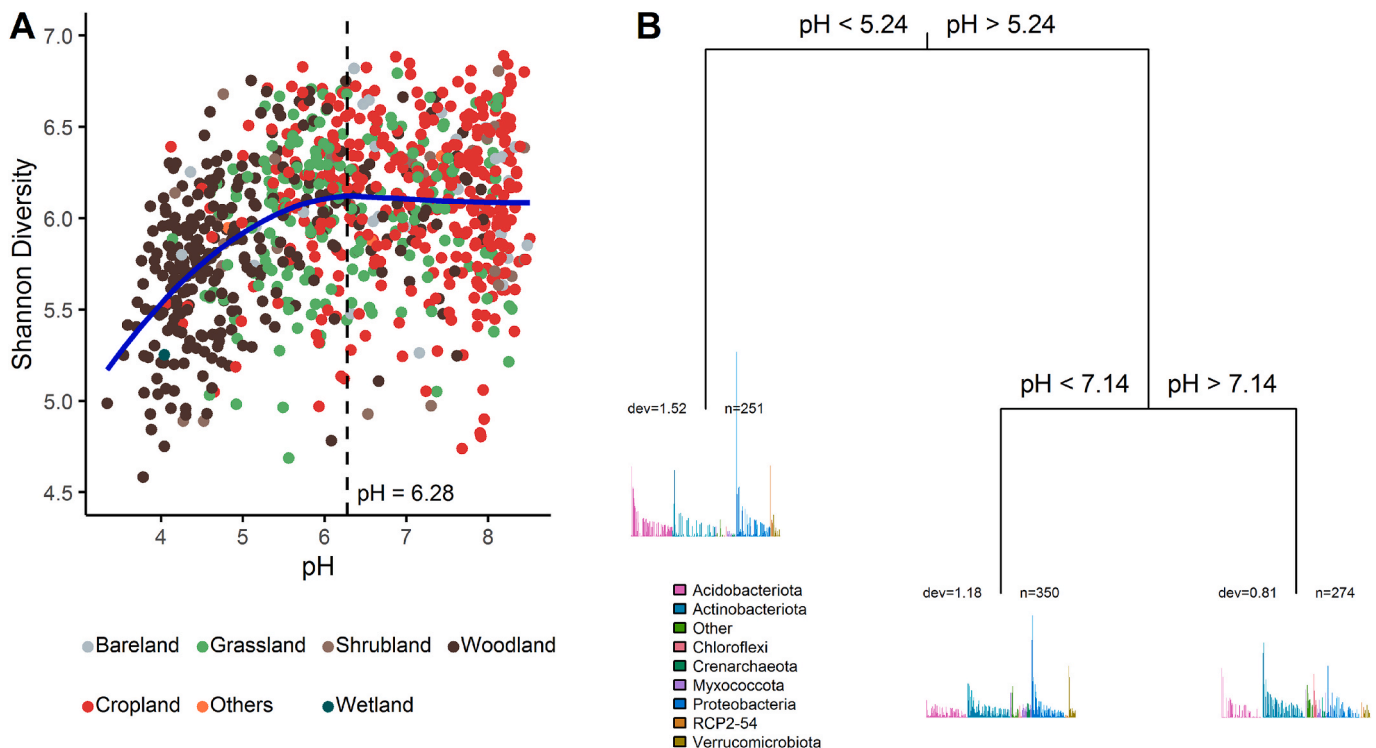 A
Shannon Diversity
7.0
6.5
6.0
5.5
5.0
4.5
pH = 6.28
4 5 6 7 8
pH
Bareland Grassland Shrubland Woodland
Cropland Others Wetland
B
pH < 5.24 pH > 5.24
pH < 7.14 pH > 7.14
dev=1.52 n=251
dev=1.18 n=350
dev=0.81 n=274
Acidobacteriota
Actinobacteriota
Other
Chloroflexi
Crenarchaeota
Myxococcota
Proteobacteria
RCP2-54
Verrucomicrobiota